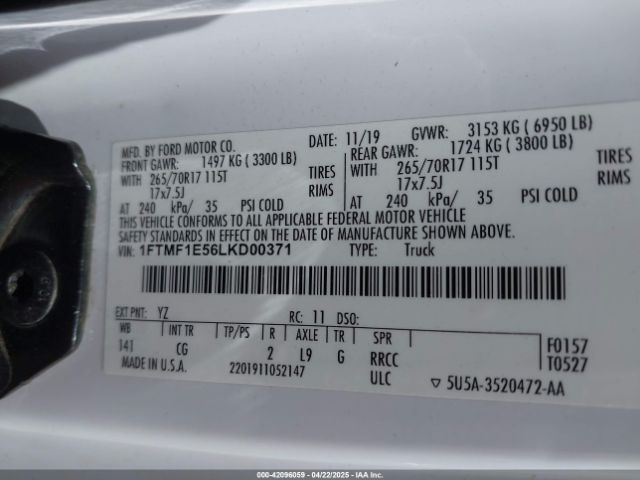 MFD. BY FORD MOTOR CO. DATE: 11/19 GVWR: 3153 KG ( 6950 LB)
FRONT GAWR: 1497 KG ( 3300 LB) REAR GAWR: 1724 KG ( 3800 LB)
WITH 265/70R17 115T TIRES WITH 265/70R17 115T TIRES
17x7.5J RIMS 17x7.5J RIMS
AT 240 kPa/ 35 PSI COLD AT 240 kPa/ 35 PSI COLD
THIS VEHICLE CONFORMS TO ALL APPLICABLE FEDERAL MOTOR VEHICLE
SAFETY STANDARDS IN EFFECT ON THE DATE OF MANUFACTURE SHOWN ABOVE.
VIN: 1FTMF1E56LKD00371 TYPE: Truck
EXT PNT: YZ RC: 11 DSO:
WB INT TR TP/PS R AXLE TR SPR F0157
141 CG 2 L9 G RRCC T0527
MADE IN U.S.A. 2201911052147 ULC ▽ 5U5A-3520472-AA
000-42096059 - 04/22/2025 - IAA, Inc.